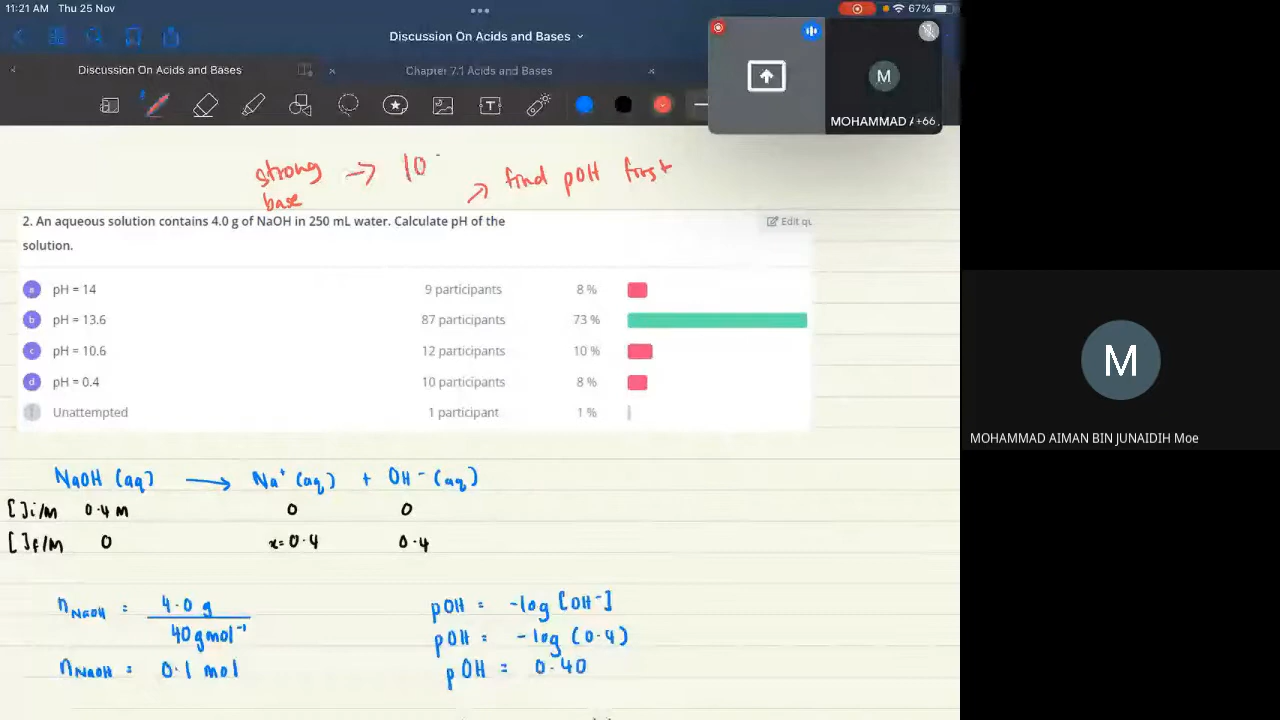 11:21 AM Thu 25 Nov
67%
Discussion On Acids and Bases
Discussion On Acids and Bases
Chapter 7.1 Acids and Bases
M
MOHAMMAD A +66
strong → 10
base
→ find pOH first
2. An aqueous solution contains 4.0 g of NaOH in 250 mL water. Calculate pH of the
solution.
Edit qu
a pH = 14 9 participants 8 %
b pH = 13.6 87 participants 73 %
c pH = 10.6 12 participants 10 %
d pH = 0.4 10 participants 8 %
Unattempted 1 participant 1 %
M
MOHAMMAD AIMAN BIN JUNAIDIH Moe
NaOH (aq) → Na⁺ (aq) + OH⁻ (aq)
[ ]i/M 0.4 M 0 0
[ ]f/M 0 x=0.4 0.4
nNaOH = 4.0 g
40 gmol⁻¹
nNaOH = 0.1 mol
pOH = -log [OH⁻]
pOH = -log (0.4)
pOH = 0.40